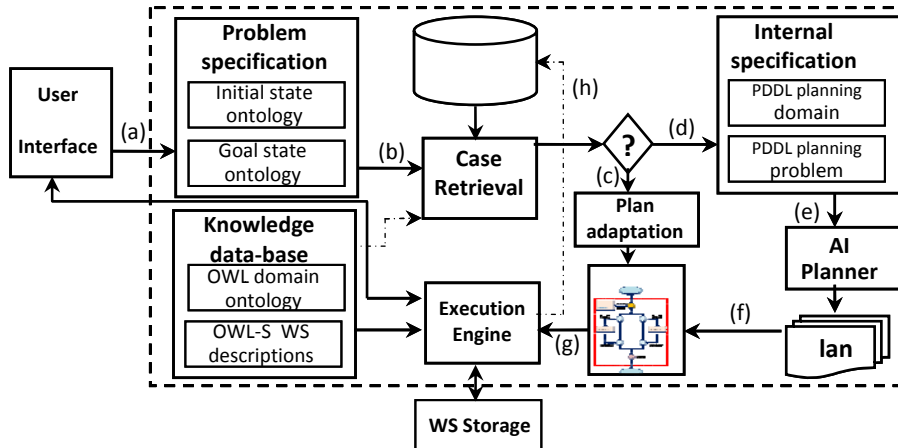 User
Interface
(a)
Problem
specification
Initial state
ontology
Goal state
ontology
(b)
Case
Retrieval
(h)
?
(c)
(d)
Internal
specification
PDDL planning
domain
PDDL planning
problem
(e)
Plan
adaptation
AI
Planner
Knowledge
data-base
OWL domain
ontology
OWL-S WS
descriptions
Execution
Engine
(g)
(f)
lan
WS Storage